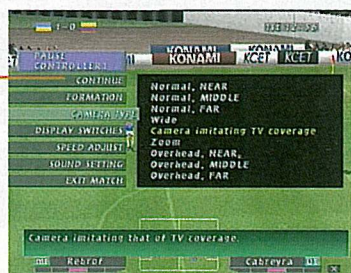 1-0
KONAMI
KONAMI KCET KCET KONAMI
PAUSE
CONTROLLER1
CONTINUE
FORMATION
CAMERA TYPE
DISPLAY SWITCHES
SPEED ADJUST
SOUND SETTING
EXIT MATCH
Normal, NEAR
Normal, MIDDLE
Normal, FAR
Wide
Camera imitating TV coverage
Zoom
Overhead, NEAR,
Overhead, MIDDLE
Overhead, FAR
Camera imitating that of TV coverage.
Rebrof
Cabreyra